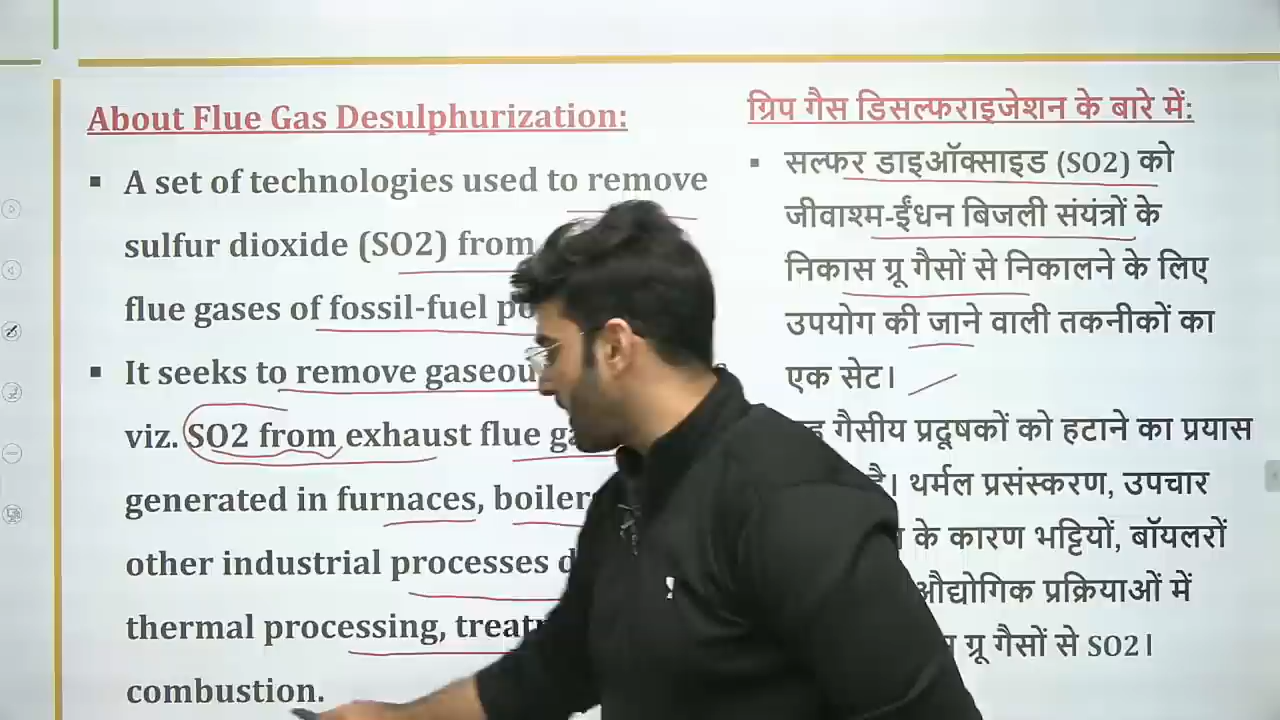 About Flue Gas Desulphurization:
▪ A set of technologies used to remove
sulfur dioxide (SO2) from
flue gases of fossil-fuel
▪ It seeks to remove
viz. SO2 from exhaust flue
generated in furnaces,
other industrial processes
thermal processing,
combustion.
ग्रिप गैस डिसल्फराइजेशन के बारे में:
▪ सल्फर डाइऑक्साइड (SO2) को
जीवाश्म-ईंधन बिजली संयंत्रों के
निकास ग्रू गैसों से निकालने के लिए
उपयोग की जाने वाली तकनीकों का
एक सेट।
गैसीय प्रदूषकों को हटाने का प्रयास
है। थर्मल प्रसंस्करण, उपचार
के कारण भट्टियों, बॉयलरों
औद्योगिक प्रक्रियाओं में
ग्रू गैसों से SO2।